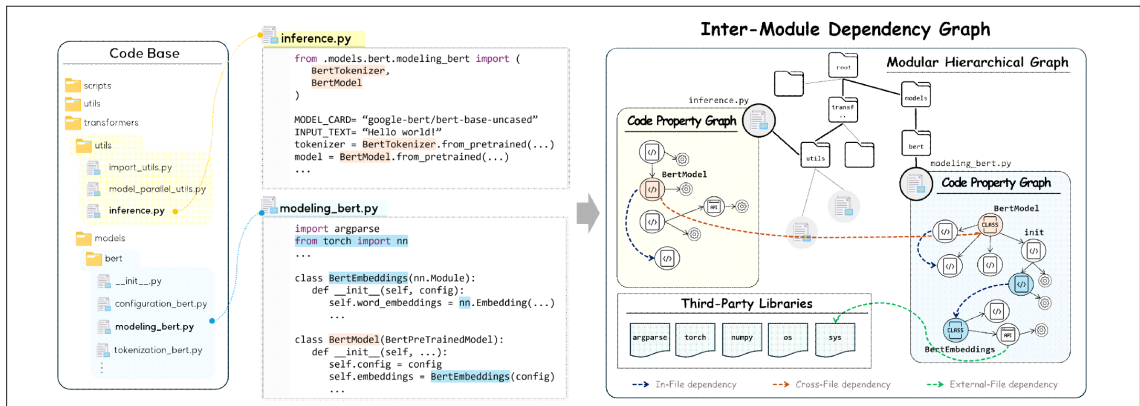 Code Base
scripts
utils
transformers
utils
import_utils.py
model_parallel_utils.py
inference.py
models
bert
__init__.py
configuration_bert.py
modeling_bert.py
tokenization_bert.py
inference.py
from .models.bert.modeling_bert import (
BertTokenizer,
BertModel
)
MODEL_CARD= “google-bert/bert-base-uncased”
INPUT_TEXT= “Hello world!”
tokenizer = BertTokenizer.from_pretrained(...)
model = BertModel.from_pretrained(...)
...
modeling_bert.py
import argparse
from torch import nn
...
class BertEmbeddings(nn.Module):
def __init__(self, config):
self.word_embeddings = nn.Embedding(...)
...
class BertModel(BertPreTrainedModel):
def __init__(self, ...):
self.config = config
self.embeddings = BertEmbeddings(config)
...
Inter-Module Dependency Graph
Modular Hierarchical Graph
root
transf
..
models
utils
bert
inference.py
Code Property Graph
</>
BertModel
</>
</>
API
</>
modeling_bert.py
Code Property Graph
BertModel
</>
CLASS
init
</>
</>
</>
</>
</>
CLASS
</>
API
BertEmbeddings
Third-Party Libraries
argparse
torch
numpy
os
sys
In-File dependency
Cross-File dependency
External-File dependency